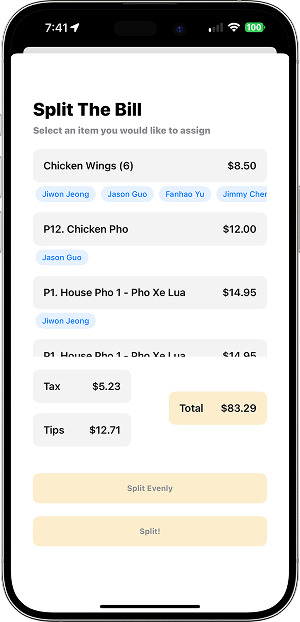 7:41
100
Split The Bill
Select an item you would like to assign
Chicken Wings (6) $8.50
Jiwon Jeong Jason Guo Fanhao Yu Jimmy Cher
P12. Chicken Pho $12.00
Jason Guo
P1. House Pho 1 - Pho Xe Lua $14.95
Jiwon Jeong
P1. House Pho 1 - Pho Xe Lua $14.95
Tax $5.23
Total $83.29
Tips $12.71
Split Evenly
Split!